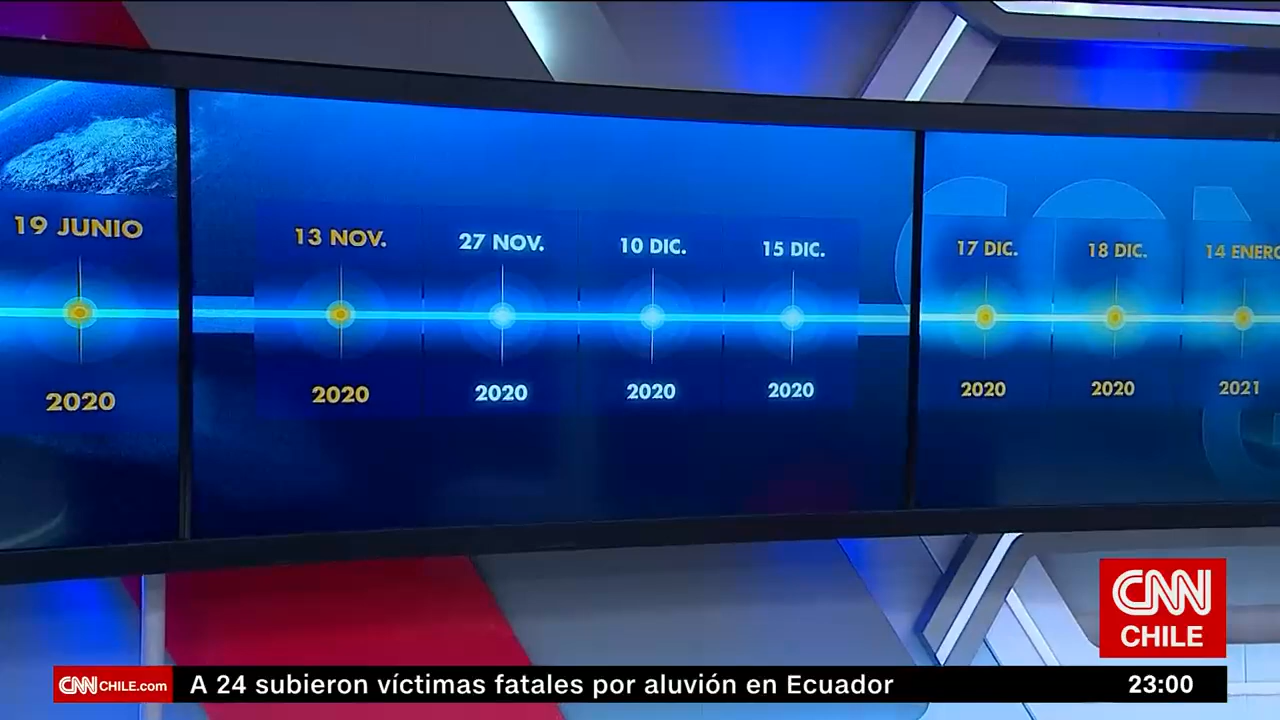 19 JUNIO
2020
13 NOV.
2020
27 NOV.
2020
10 DIC.
2020
15 DIC.
2020
17 DIC.
2020
18 DIC.
2020
14 ENERO
2021
CNN
CHILE
CNNCHILE.com
A 24 subieron víctimas fatales por aluvión en Ecuador
23:00